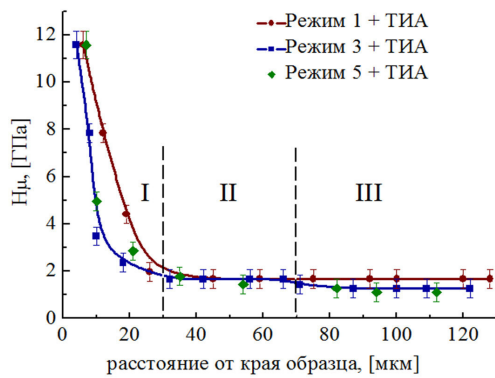 Режим 1 + ТИА
Режим 3 + ТИА
Режим 5 + ТИА
Hμ, [ГПа]
12
10
8
6
4
2
0
I
II
III
0
20
40
60
80
100
120
расстояние от края образца, [мкм]